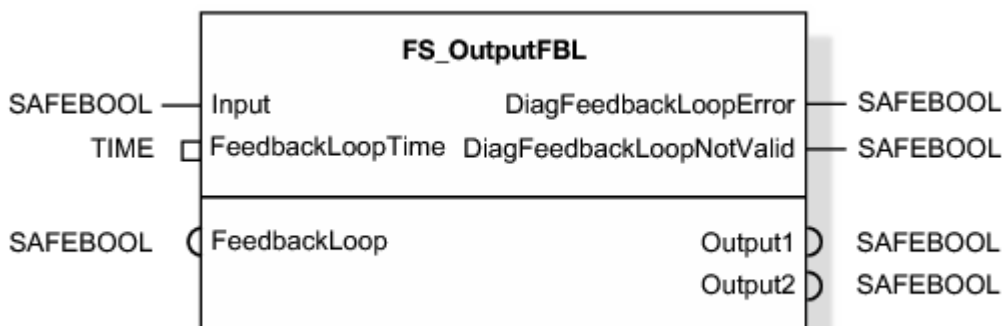 FS_OutputFBL
SAFEBOOL Input DiagFeedbackLoopError SAFEBOOL
TIME FeedbackLoopTime DiagFeedbackLoopNotValid SAFEBOOL
SAFEBOOL FeedbackLoop Output1 SAFEBOOL
Output2 SAFEBOOL